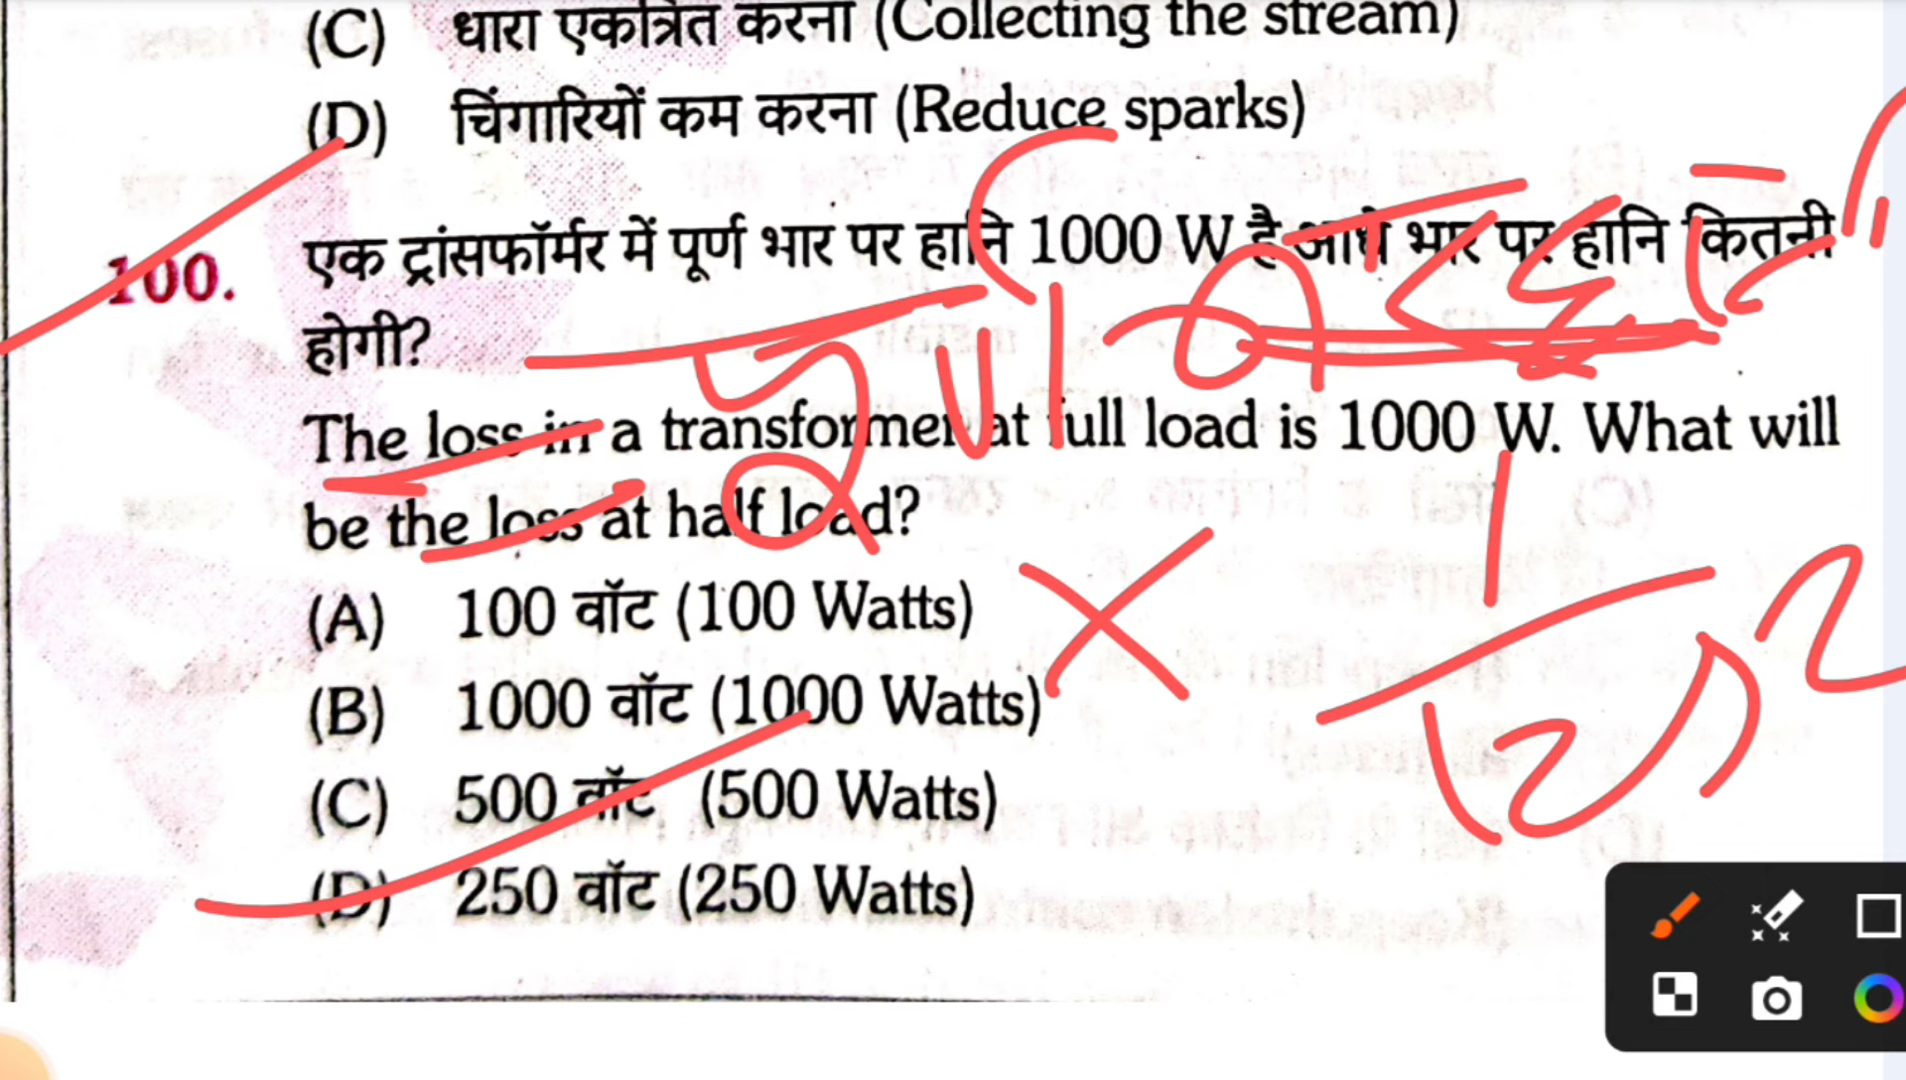 (C) धारा एकत्रित करना (Collecting the stream)
(D) चिंगारियों कम करना (Reduce sparks)
100. एक ट्रांसफॉर्मर में पूर्ण भार पर हानि 1000 W है आधे भार पर हानि कितनी
होगी?
The loss in a transformer at full load is 1000 W. What will
be the loss at half load?
(A) 100 वॉट (100 Watts)
(B) 1000 वॉट (1000 Watts)
(C) 500 वॉट (500 Watts)
(D) 250 वॉट (250 Watts)